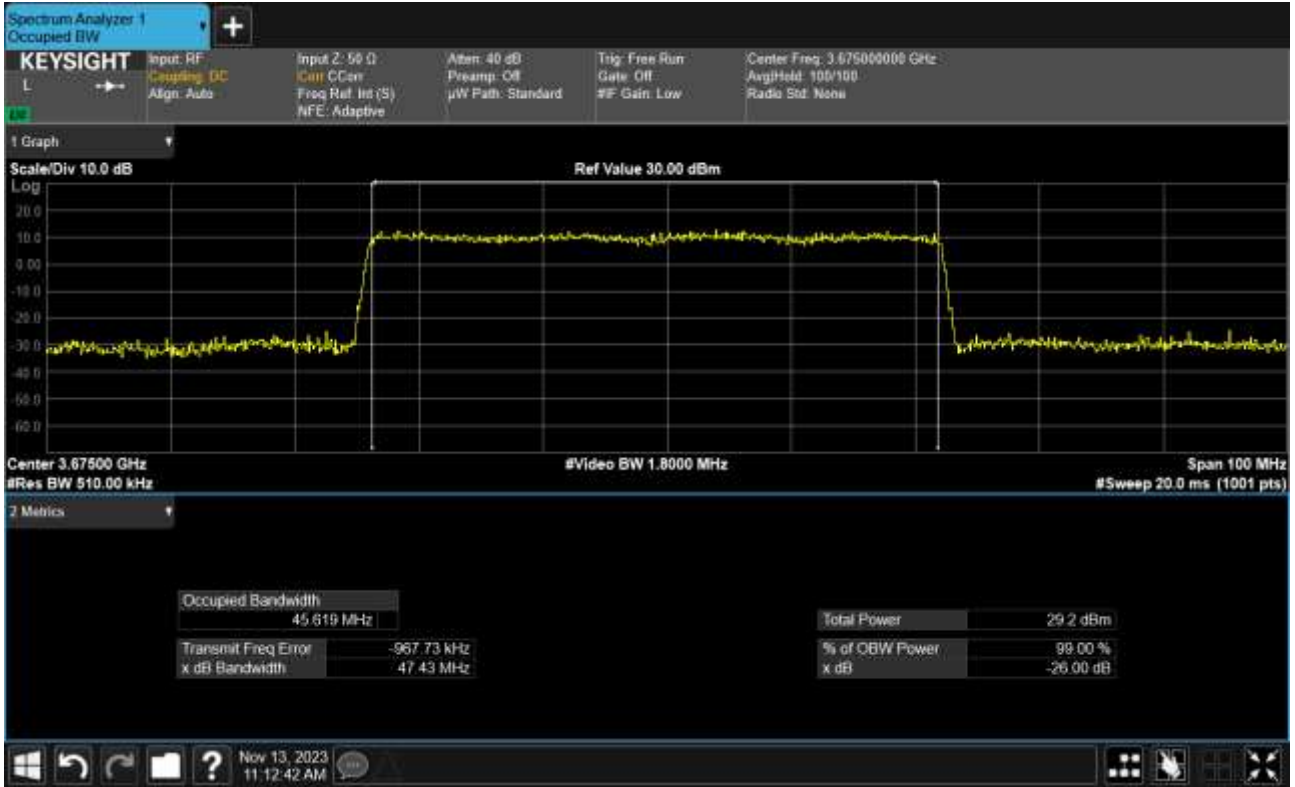 Spectrum Analyzer 1
Occupied BW
+
KEYSIGHT
L
Input: RF
Coupling: DC
Align: Auto
Input Z: 50 Ω
Corr CCorr
Freq Ref: Int (S)
NFE: Adaptive
Atten: 40 dB
Preamp: Off
µW Path: Standard
Trig: Free Run
Gate: Off
#IF Gain: Low
Center Freq: 3.675000000 GHz
Avg|Hold: 100/100
Radio Std: None
1 Graph
Scale/Div 10.0 dB
Ref Value 30.00 dBm
Log
20.0
10.0
0.00
-10.0
-20.0
-30.0
-40.0
-50.0
-60.0
Center 3.67500 GHz
#Video BW 1.8000 MHz
Span 100 MHz
#Res BW 510.00 kHz
#Sweep 20.0 ms (1001 pts)
2 Metrics
Occupied Bandwidth
45.619 MHz
Total Power 29.2 dBm
Transmit Freq Error -967.73 kHz
% of OBW Power 99.00 %
x dB Bandwidth 47.43 MHz
x dB -26.00 dB
?
Nov 13, 2023
11:12:42 AM